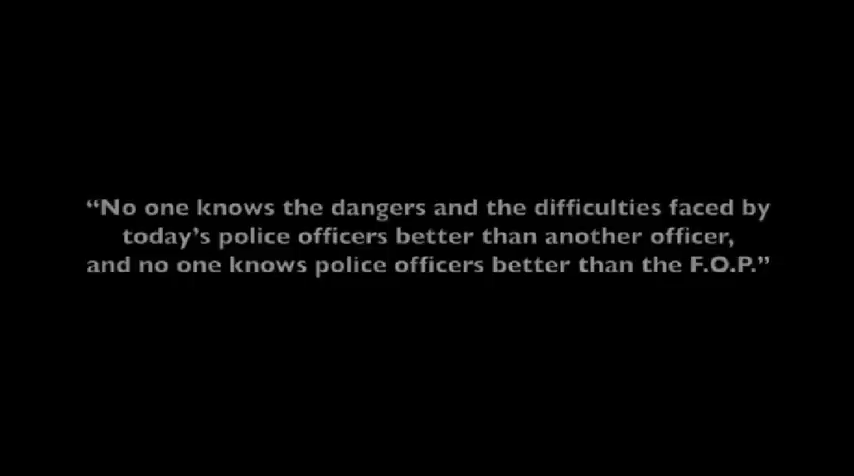 “No one knows the dangers and the difficulties faced by
today’s police officers better than another officer,
and no one knows police officers better than the F.O.P.”